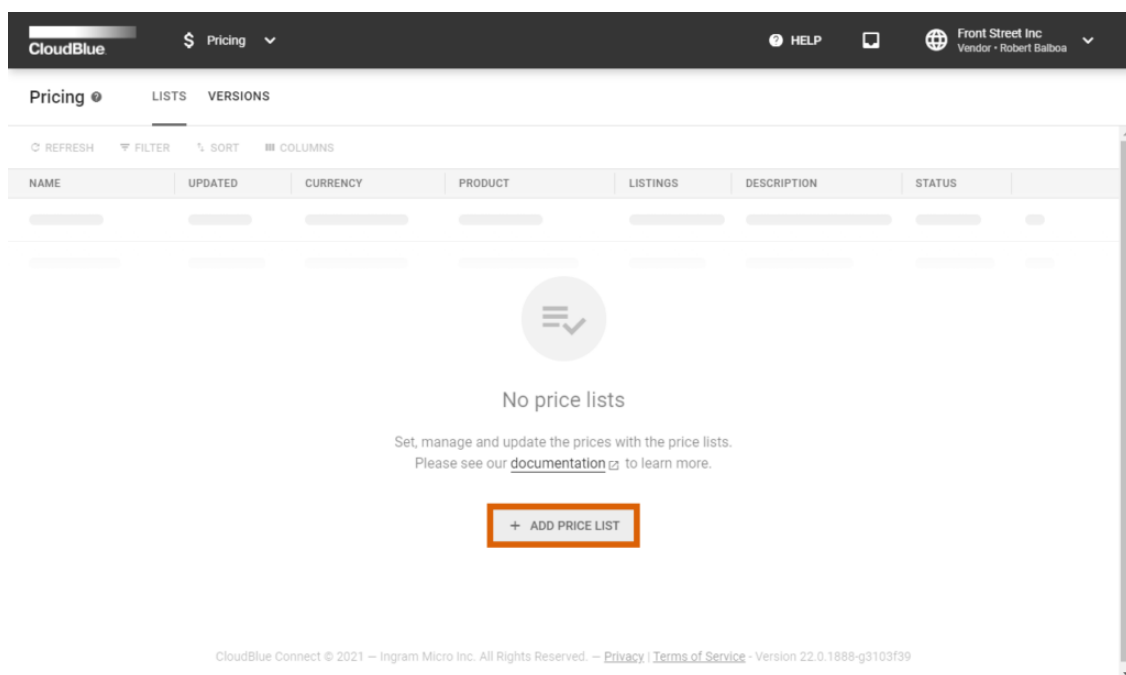 CloudBlue
$ Pricing
HELP
Front Street Inc
Vendor • Robert Balboa
Pricing
LISTS
VERSIONS
REFRESH
FILTER
SORT
COLUMNS
NAME
UPDATED
CURRENCY
PRODUCT
LISTINGS
DESCRIPTION
STATUS
No price lists
Set, manage and update the prices with the price lists.
Please see our documentation to learn more.
+ ADD PRICE LIST
CloudBlue Connect © 2021 — Ingram Micro Inc. All Rights Reserved. — Privacy | Terms of Service - Version 22.0.1888-g3103f39